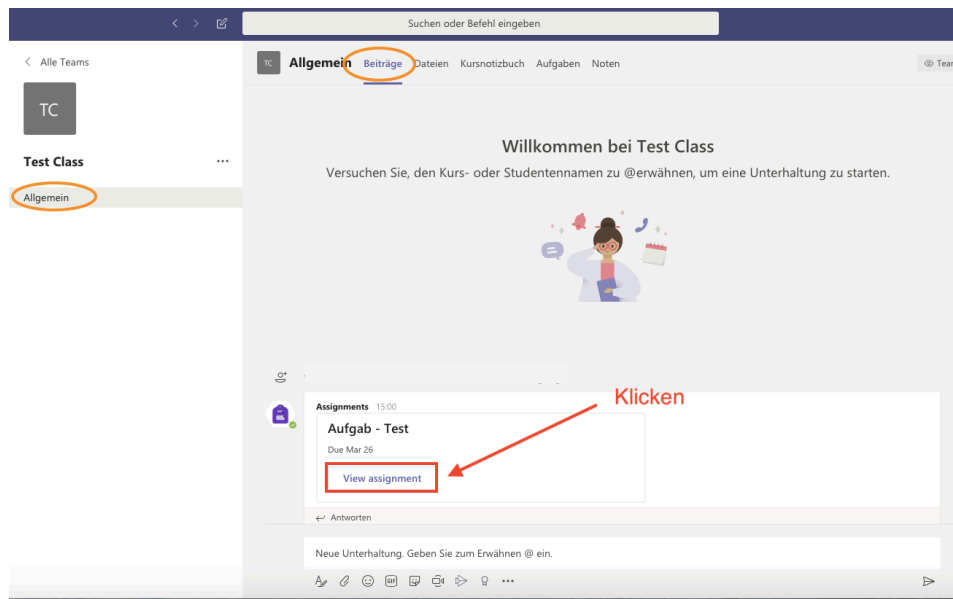 Suchen oder Befehl eingeben
Alle Teams
TC
Test Class
Allgemein
TC Allgemein Beiträge Dateien Kursnotizbuch Aufgaben Noten
Team
Willkommen bei Test Class
Versuchen Sie, den Kurs- oder Studentennamen zu @erwähnen, um eine Unterhaltung zu starten.
Klicken
Assignments 15:00
Aufgab - Test
Due Mar 26
View assignment
Antworten
Neue Unterhaltung. Geben Sie zum Erwähnen @ ein.
GIF